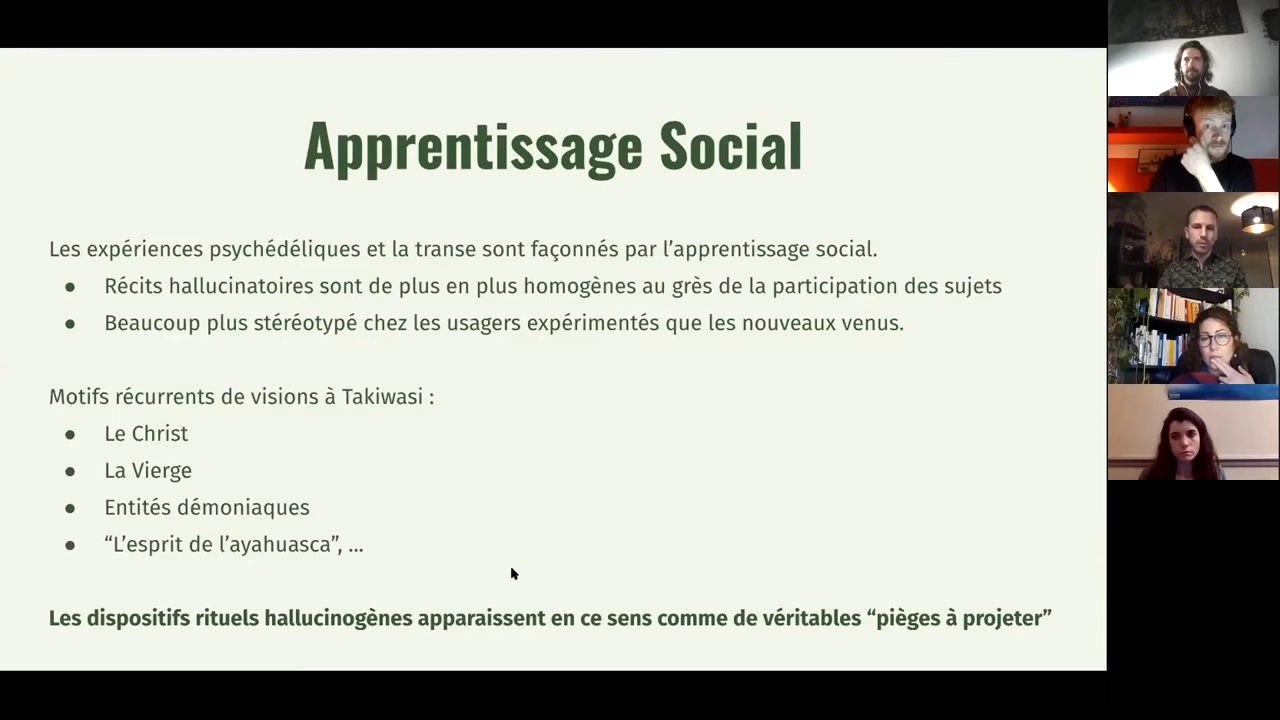 Apprentissage Social
Les expériences psychédéliques et la transe sont façonnés par l’apprentissage social.
● Récits hallucinatoires sont de plus en plus homogènes au grès de la participation des sujets
● Beaucoup plus stéréotypé chez les usagers expérimentés que les nouveaux venus.
Motifs récurrents de visions à Takiwasi :
● Le Christ
● La Vierge
● Entités démoniaques
● “L’esprit de l’ayahuasca”, ...
Les dispositifs rituels hallucinogènes apparaissent en ce sens comme de véritables “pièges à projeter”